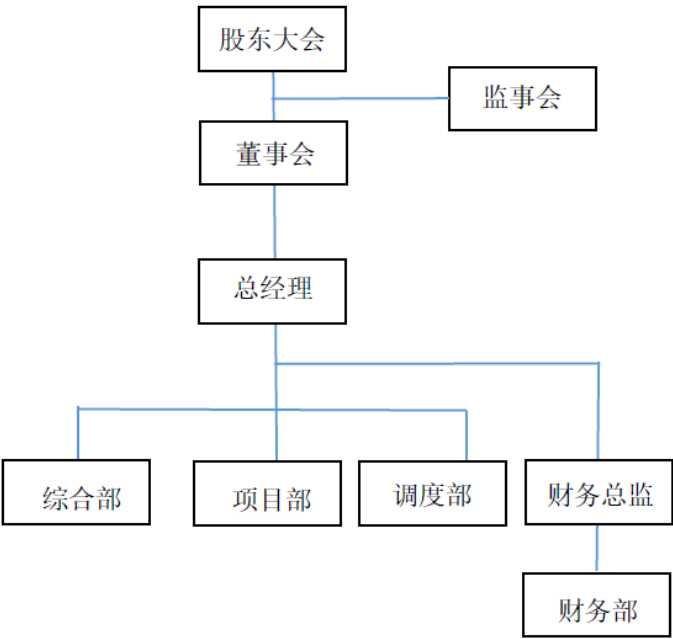 股东大会
监事会
董事会
总经理
综合部
项目部
调度部
财务总监
财务部